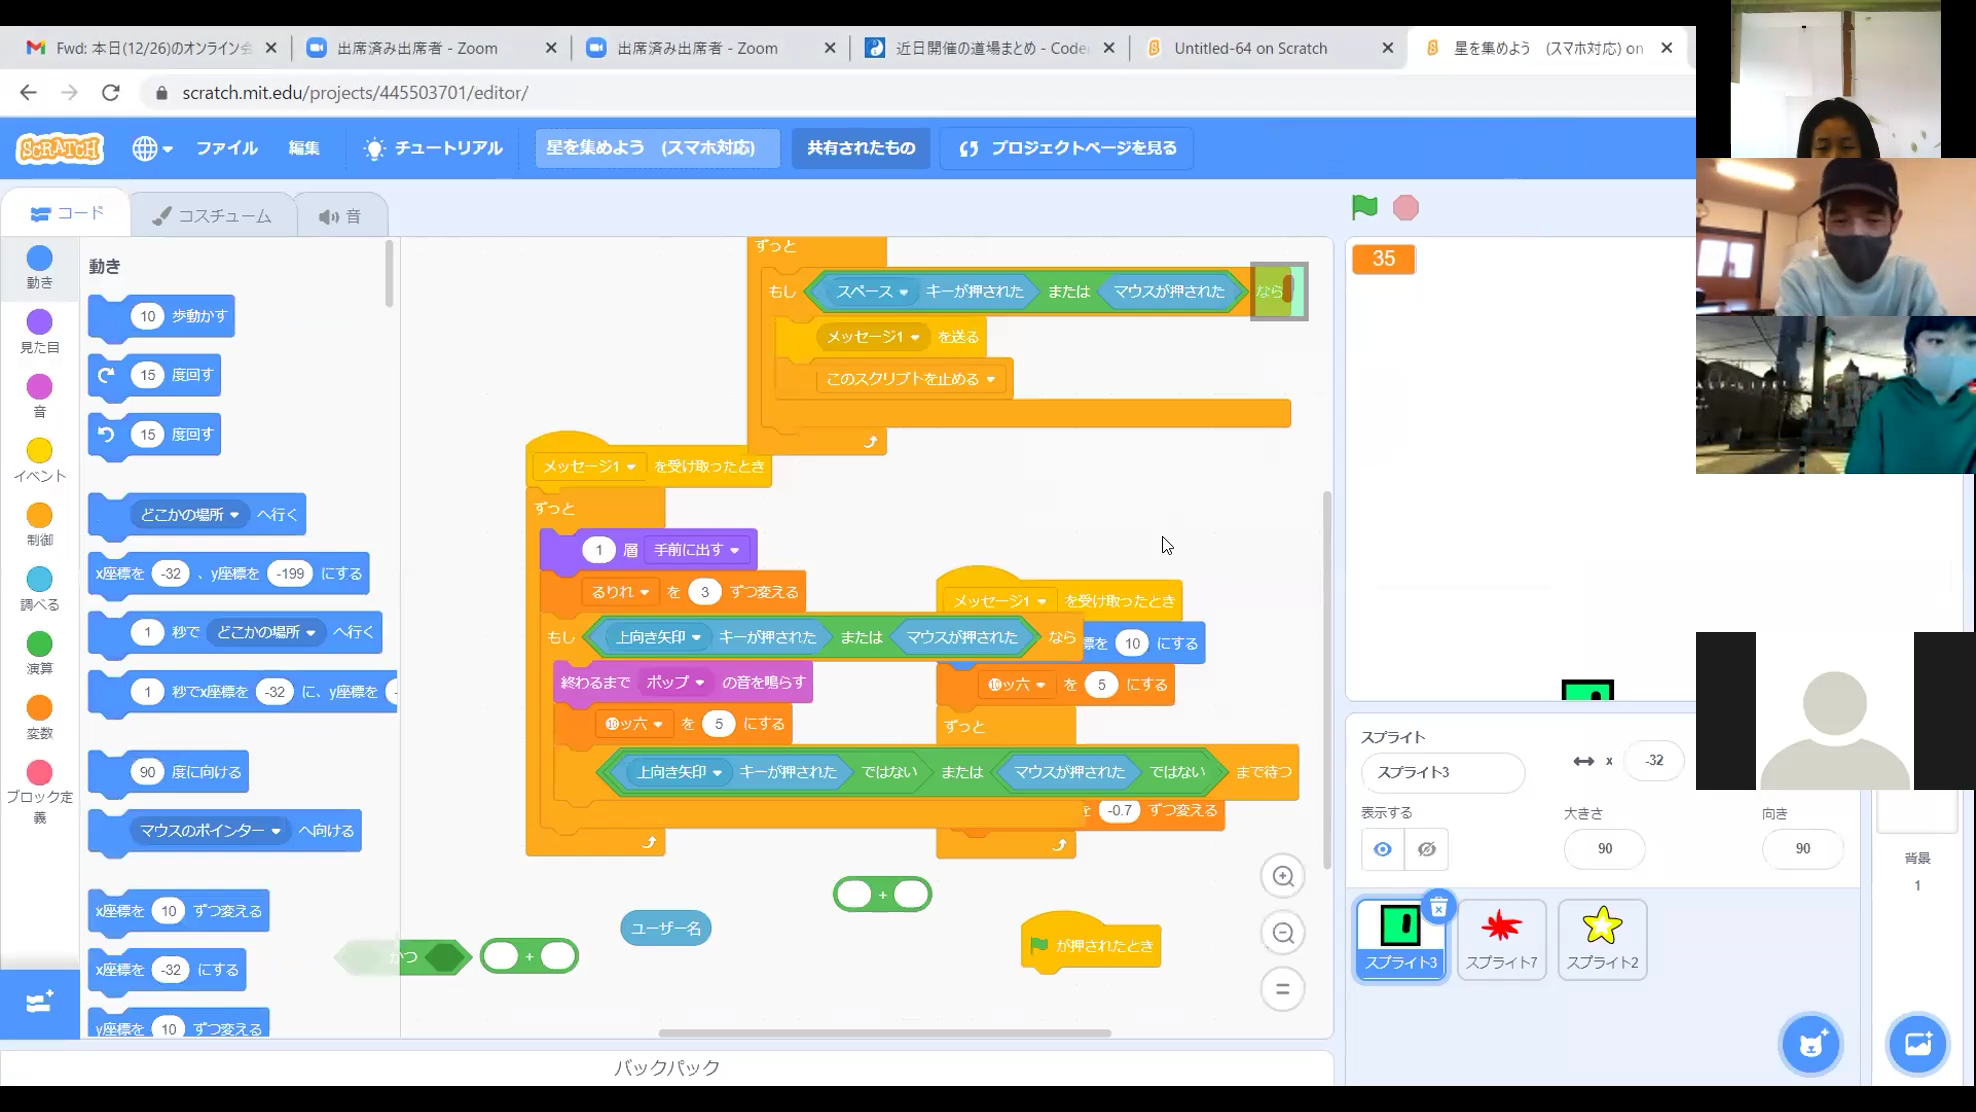 Fwd: 本日(12/26)のオンライン会
出席済み出席者 - Zoom
出席済み出席者 - Zoom
近日開催の道場まとめ - Code
Untitled-64 on Scratch
星を集めよう (スマホ対応) on
scratch.mit.edu/projects/445503701/editor/
SCRATCH
ファイル
編集
チュートリアル
星を集めよう (スマホ対応)
共有されたもの
プロジェクトページを見る
コード
コスチューム
音
動き
見た目
音
イベント
制御
調べる
演算
変数
ブロック定義
動き
10 歩動かす
15 度回す
15 度回す
どこかの場所 へ行く
x座標を -32 、y座標を -199 にする
1 秒で どこかの場所 へ行く
1 秒でx座標を -32 に、y座標を
90 度に向ける
マウスのポインター へ向ける
x座標を 10 ずつ変える
x座標を -32 にする
y座標を 10 ずつ変える
ずっと
もし スペース キーが押された または マウスが押された なら
メッセージ1 を送る
このスクリプトを止める
メッセージ1 を受け取ったとき
ずっと
1 層 手前に出す
るりれ を 3 ずつ変える
もし 上向き矢印 キーが押された または マウスが押された なら
終わるまで ポップ の音を鳴らす
❿ッ六 を 5 にする
上向き矢印 キーが押された ではない または マウスが押された ではない まで待つ
メッセージ1 を受け取ったとき
標を 10 にする
❿ッ六 を 5 にする
ずっと
-0.7 ずつ変える
+
ユーザー名
かつ
+
が押されたとき
バックパック
35
スプライト
スプライト3
x -32
表示する
大きさ
90
向き
90
スプライト3
スプライト7
スプライト2
背景
1